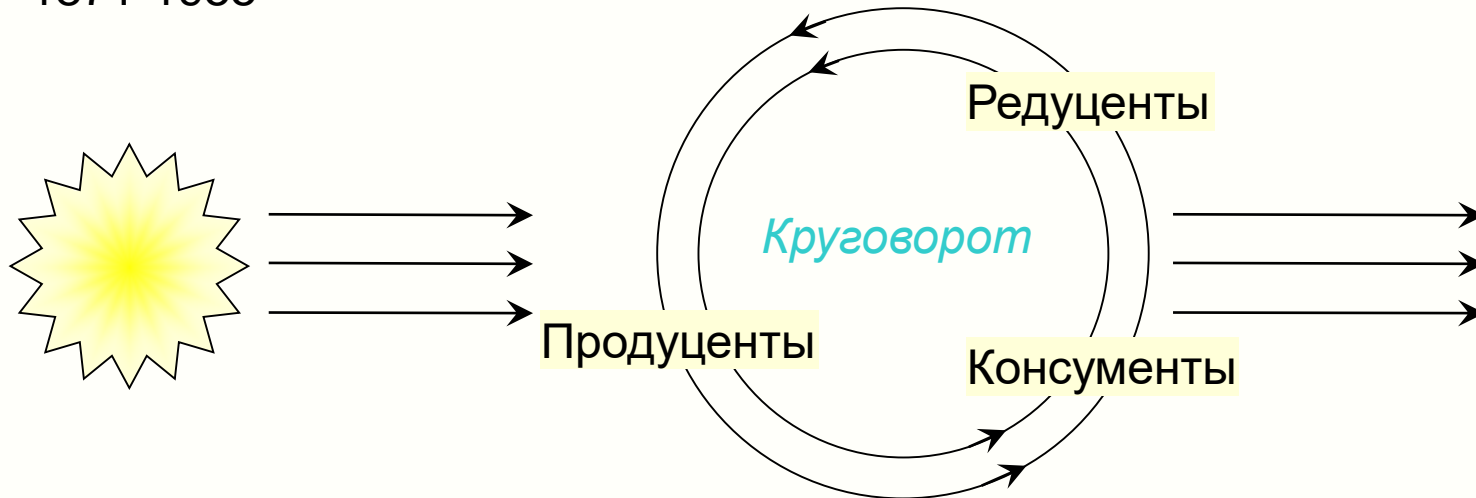 Редуценты
Круговорот
Продуценты
Консументы